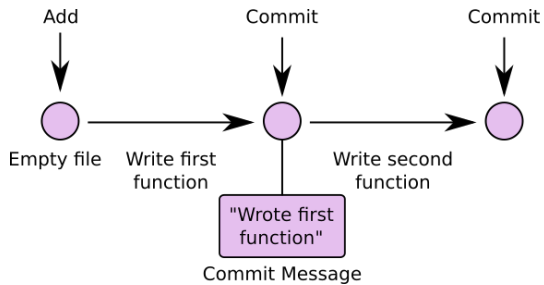 Add
Commit
Commit
Empty file
Write first
function
Write second
function
"Wrote first
function"
Commit Message